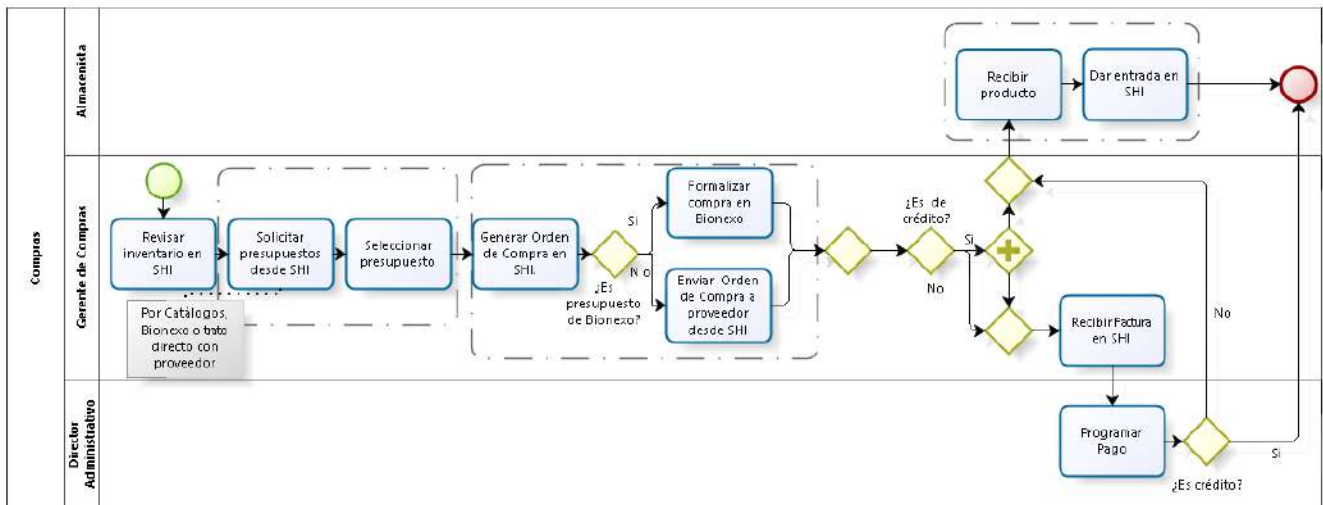 Compras
Almacenista
Recibir
producto
Dar entrada en
SHI
Gerente de Compras
Revisar
inventario en
SHI
Solicitar
presupuestos
desde SHI
Seleccionar
presupuesto
Por Catálogos,
Bionexo o trato
directo con
proveedor
Generar Orden
de Compra en
SHI.
¿Es
presupuesto
de Bionexo?
Si
No
Formalizar
compra en
Bionexo
Enviar Orden
de Compra a
proveedor
desde SHI
¿Es de
crédito?
Si
No
Recibir Factura
en SHI
No
Director
Administrativo
Programar
Pago
¿Es crédito?
Si